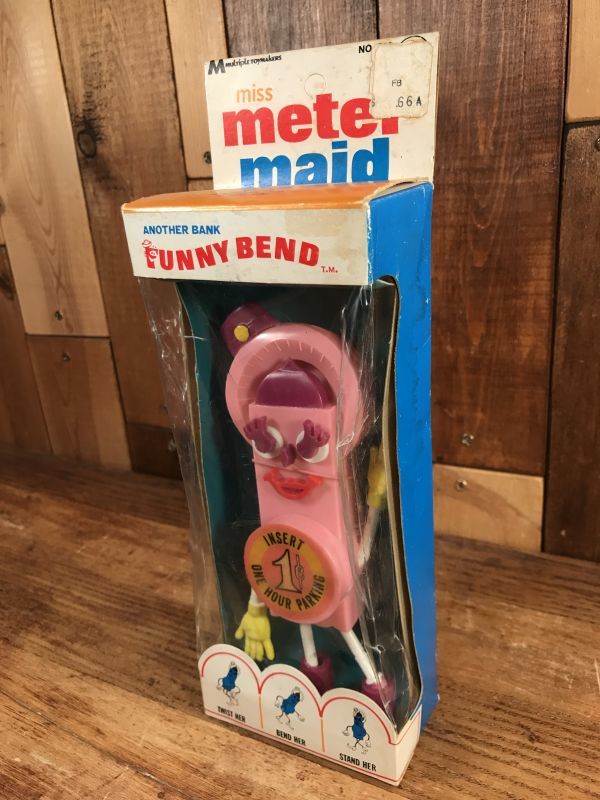 M MULTIPLE TOYMAKERS
NO
FB
.66A
miss
meter
maid
ANOTHER BANK
FUNNY BEND
T.M.
INSERT
1¢
ONE HOUR PARKING
TWIST HER
BEND HER
STAND HER